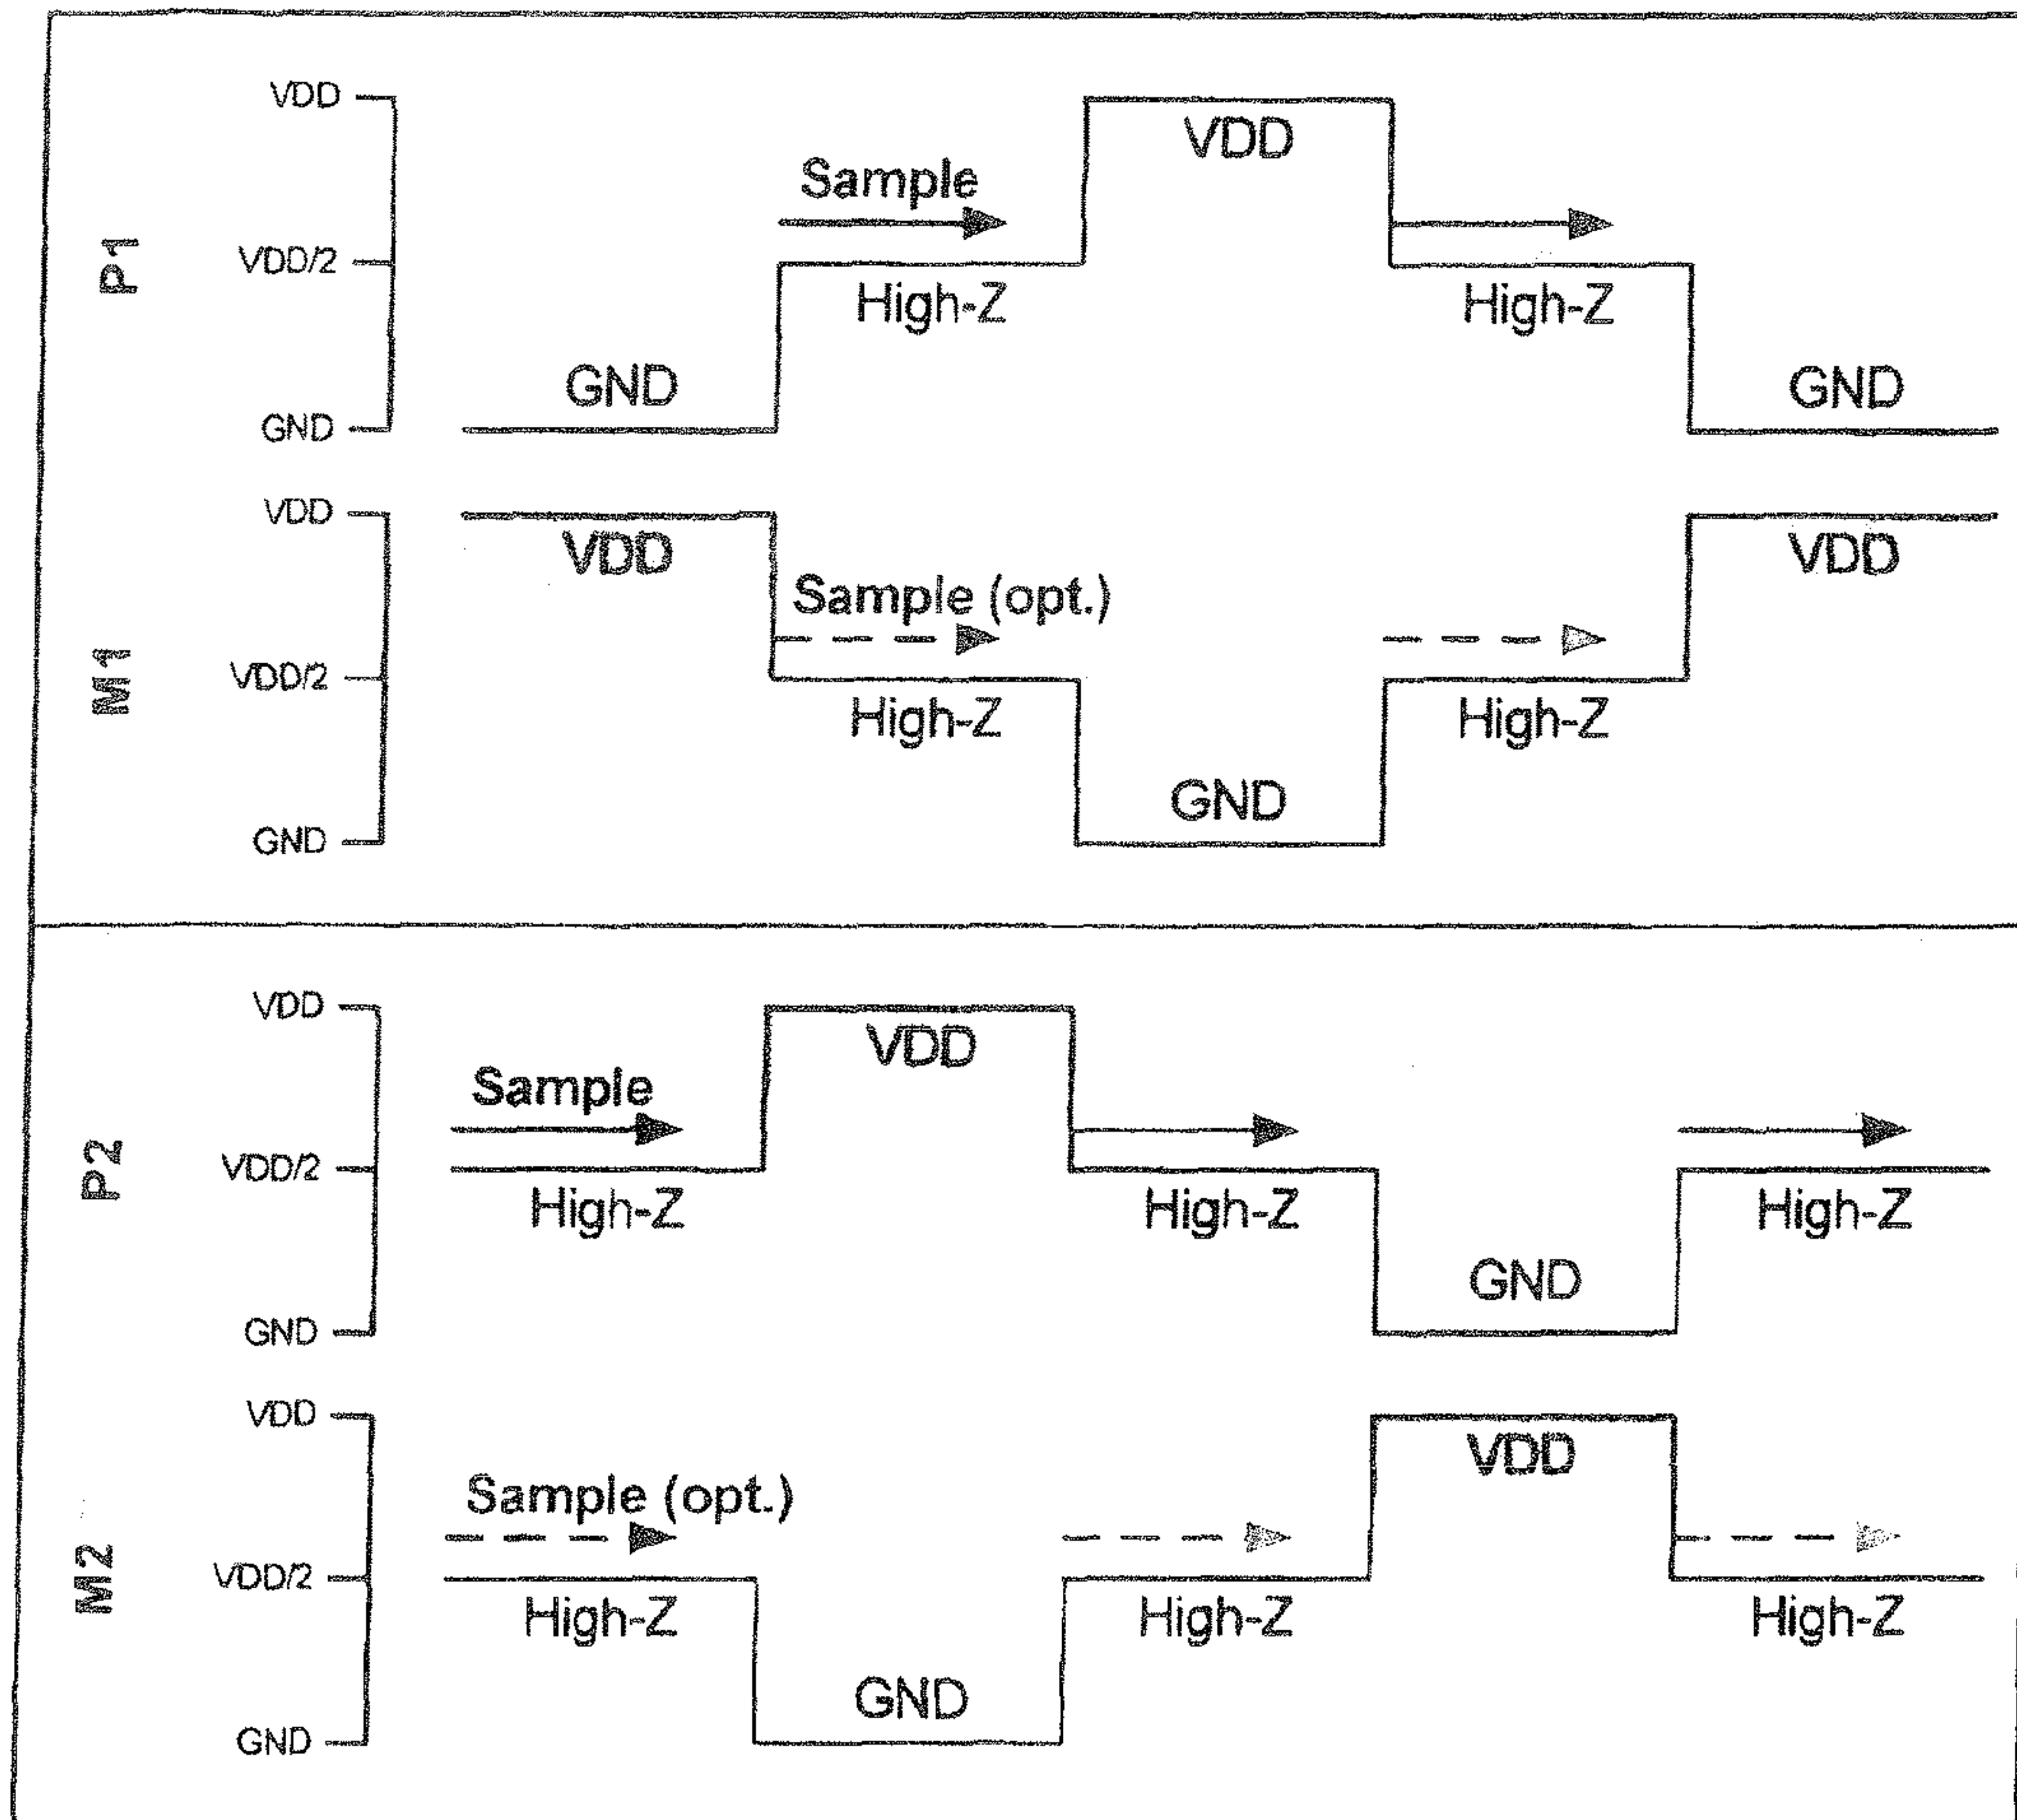 P1
VDD
VDD/2
GND
GND
Sample
High-Z
VDD
High-Z
GND
M1
VDD
VDD/2
GND
VDD
Sample (opt.)
High-Z
GND
High-Z
VDD
P2
VDD
VDD/2
GND
Sample
High-Z
VDD
High-Z
GND
High-Z
M2
VDD
VDD/2
GND
Sample (opt.)
High-Z
GND
High-Z
VDD
High-Z